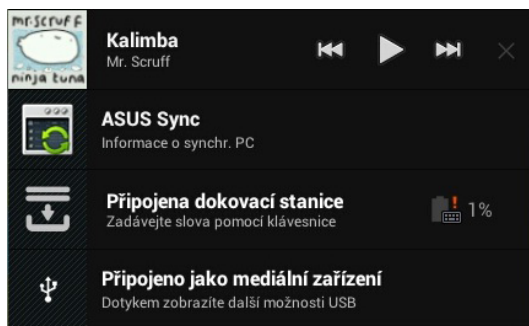 mr.scruff
ninja tuna
Kalimba
Mr. Scruff
ASUS Sync
Informace o synchr. PC
Připojena dokovací stanice
Zadávejte slova pomocí klávesnice
1%
Připojeno jako mediální zařízení
Dotykem zobrazíte další možnosti USB